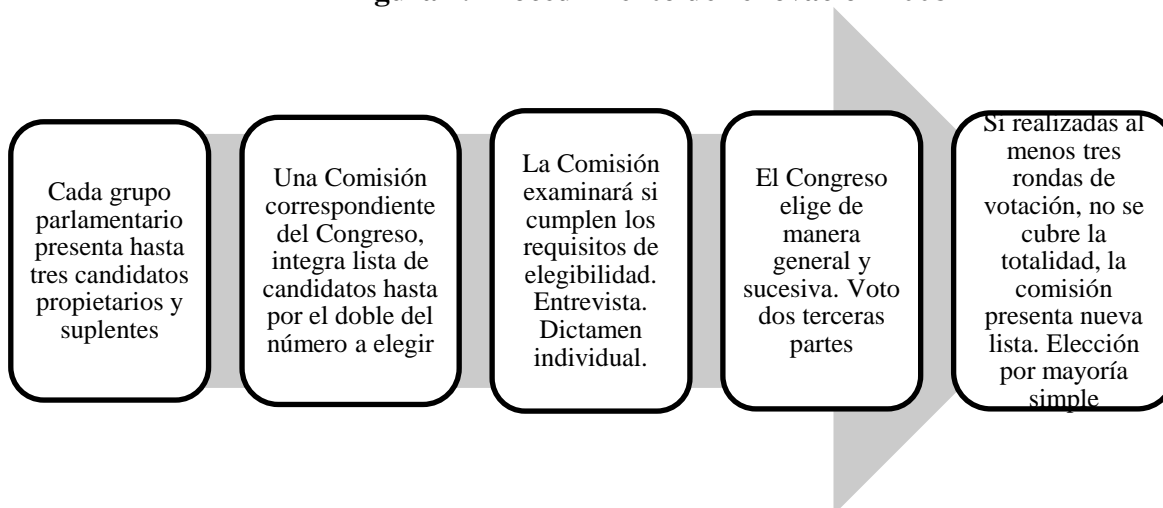 Cada grupo
parlamentario
presenta hasta
tres candidatos
propietarios y
suplentes
Una Comisión
correspondiente
del Congreso,
integra lista de
candidatos hasta
por el doble del
número a elegir
La Comisión
examinará si
cumplen los
requisitos de
elegibilidad.
Entrevista.
Dictamen
individual.
El Congreso
elige de
manera
general y
sucesiva. Voto
dos terceras
partes
Si realizadas al
menos tres
rondas de
votación, no se
cubre la
totalidad, la
comisión
presenta nueva
lista. Elección
por mayoría
simple